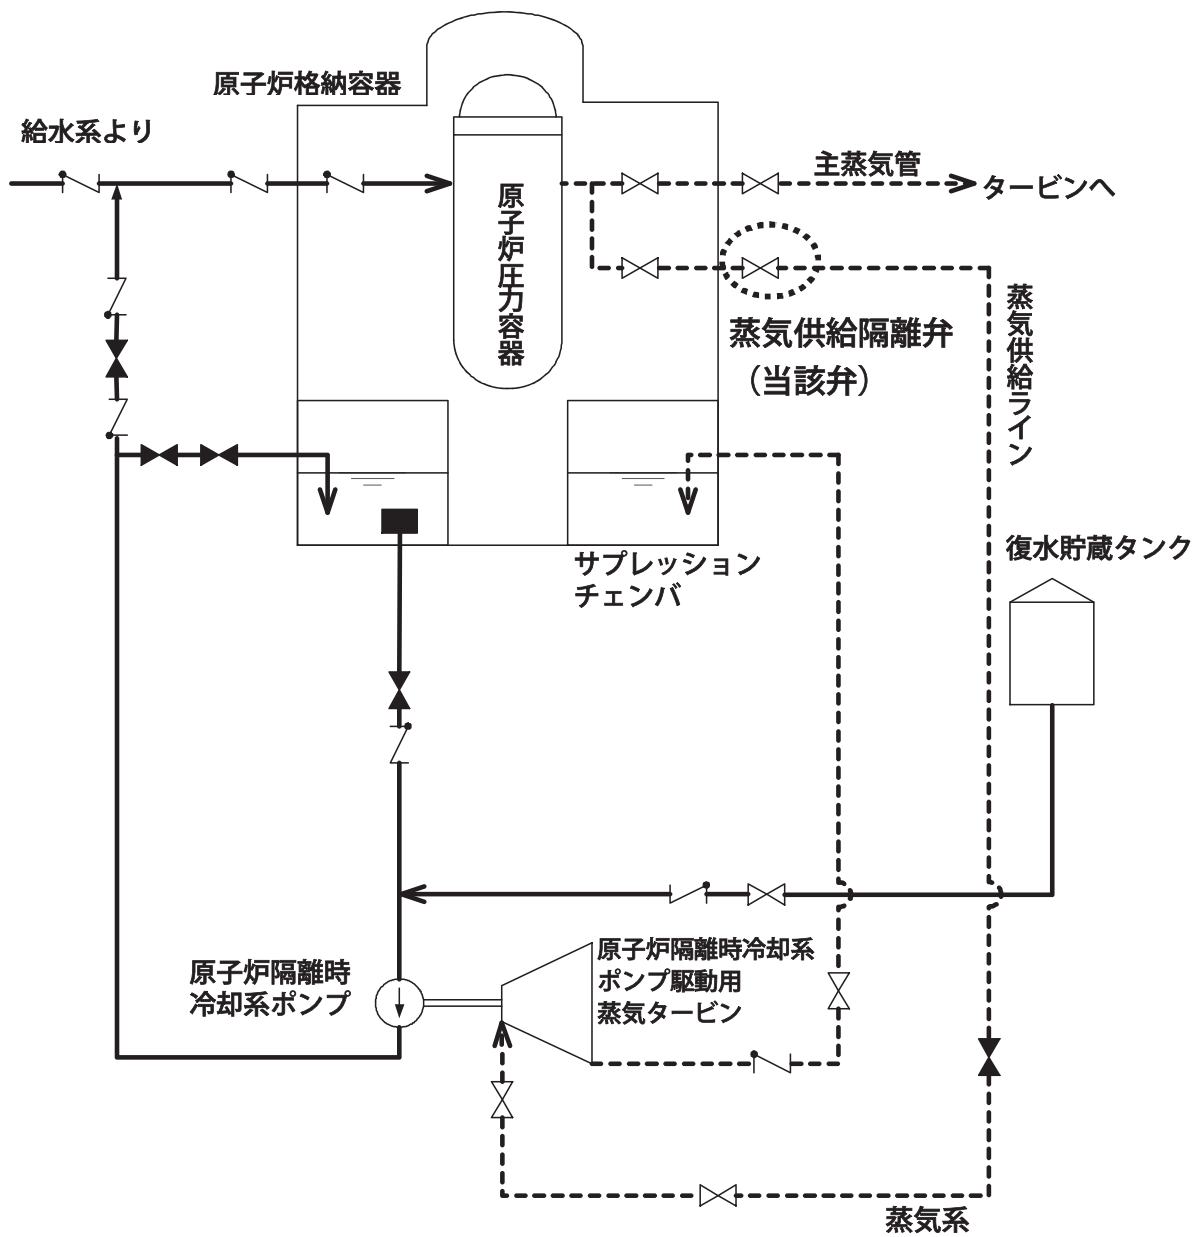 原子炉格納容器
給水系より
主蒸気管
タービンへ
原子炉圧力容器
蒸気供給隔離弁
（当該弁）
蒸気供給ライン
復水貯蔵タンク
サプレッション
チェンバ
原子炉隔離時
冷却系ポンプ
原子炉隔離時冷却系
ポンプ駆動用
蒸気タービン
蒸気系